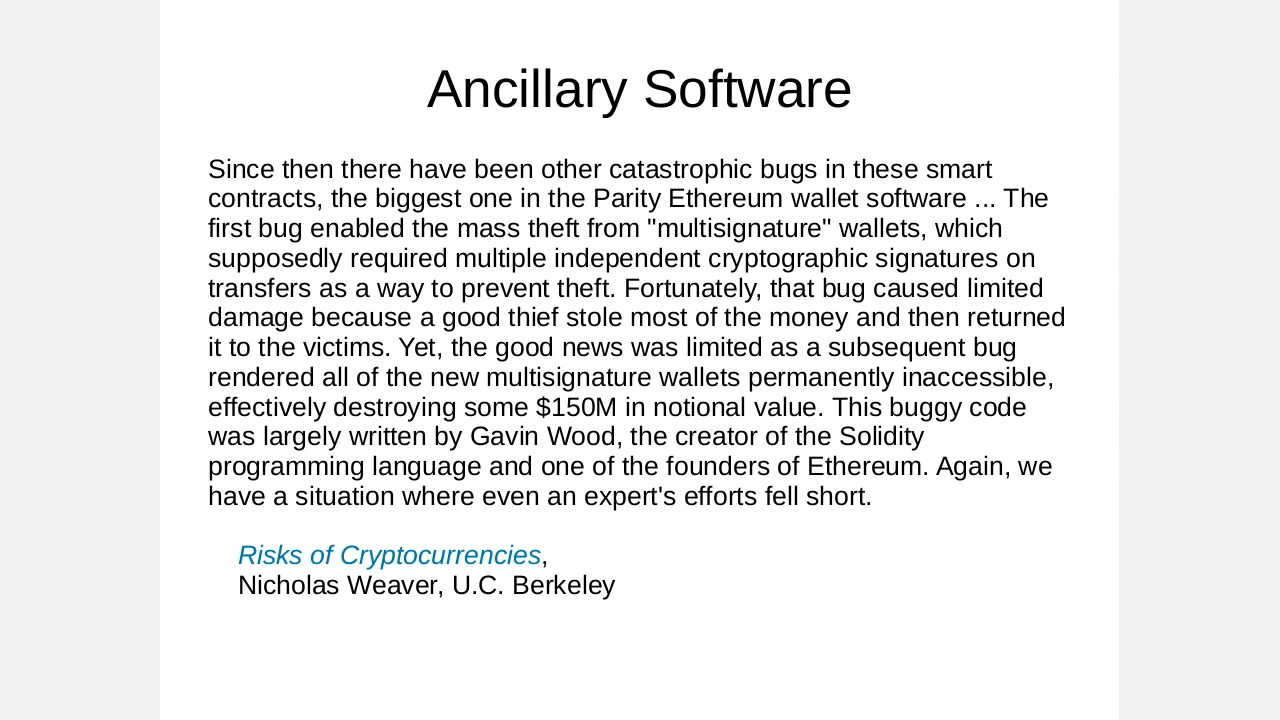 Ancillary Software
Since then there have been other catastrophic bugs in these smart
contracts, the biggest one in the Parity Ethereum wallet software ... The
first bug enabled the mass theft from "multisignature" wallets, which
supposedly required multiple independent cryptographic signatures on
transfers as a way to prevent theft. Fortunately, that bug caused limited
damage because a good thief stole most of the money and then returned
it to the victims. Yet, the good news was limited as a subsequent bug
rendered all of the new multisignature wallets permanently inaccessible,
effectively destroying some $150M in notional value. This buggy code
was largely written by Gavin Wood, the creator of the Solidity
programming language and one of the founders of Ethereum. Again, we
have a situation where even an expert's efforts fell short.
Risks of Cryptocurrencies,
Nicholas Weaver, U.C. Berkeley